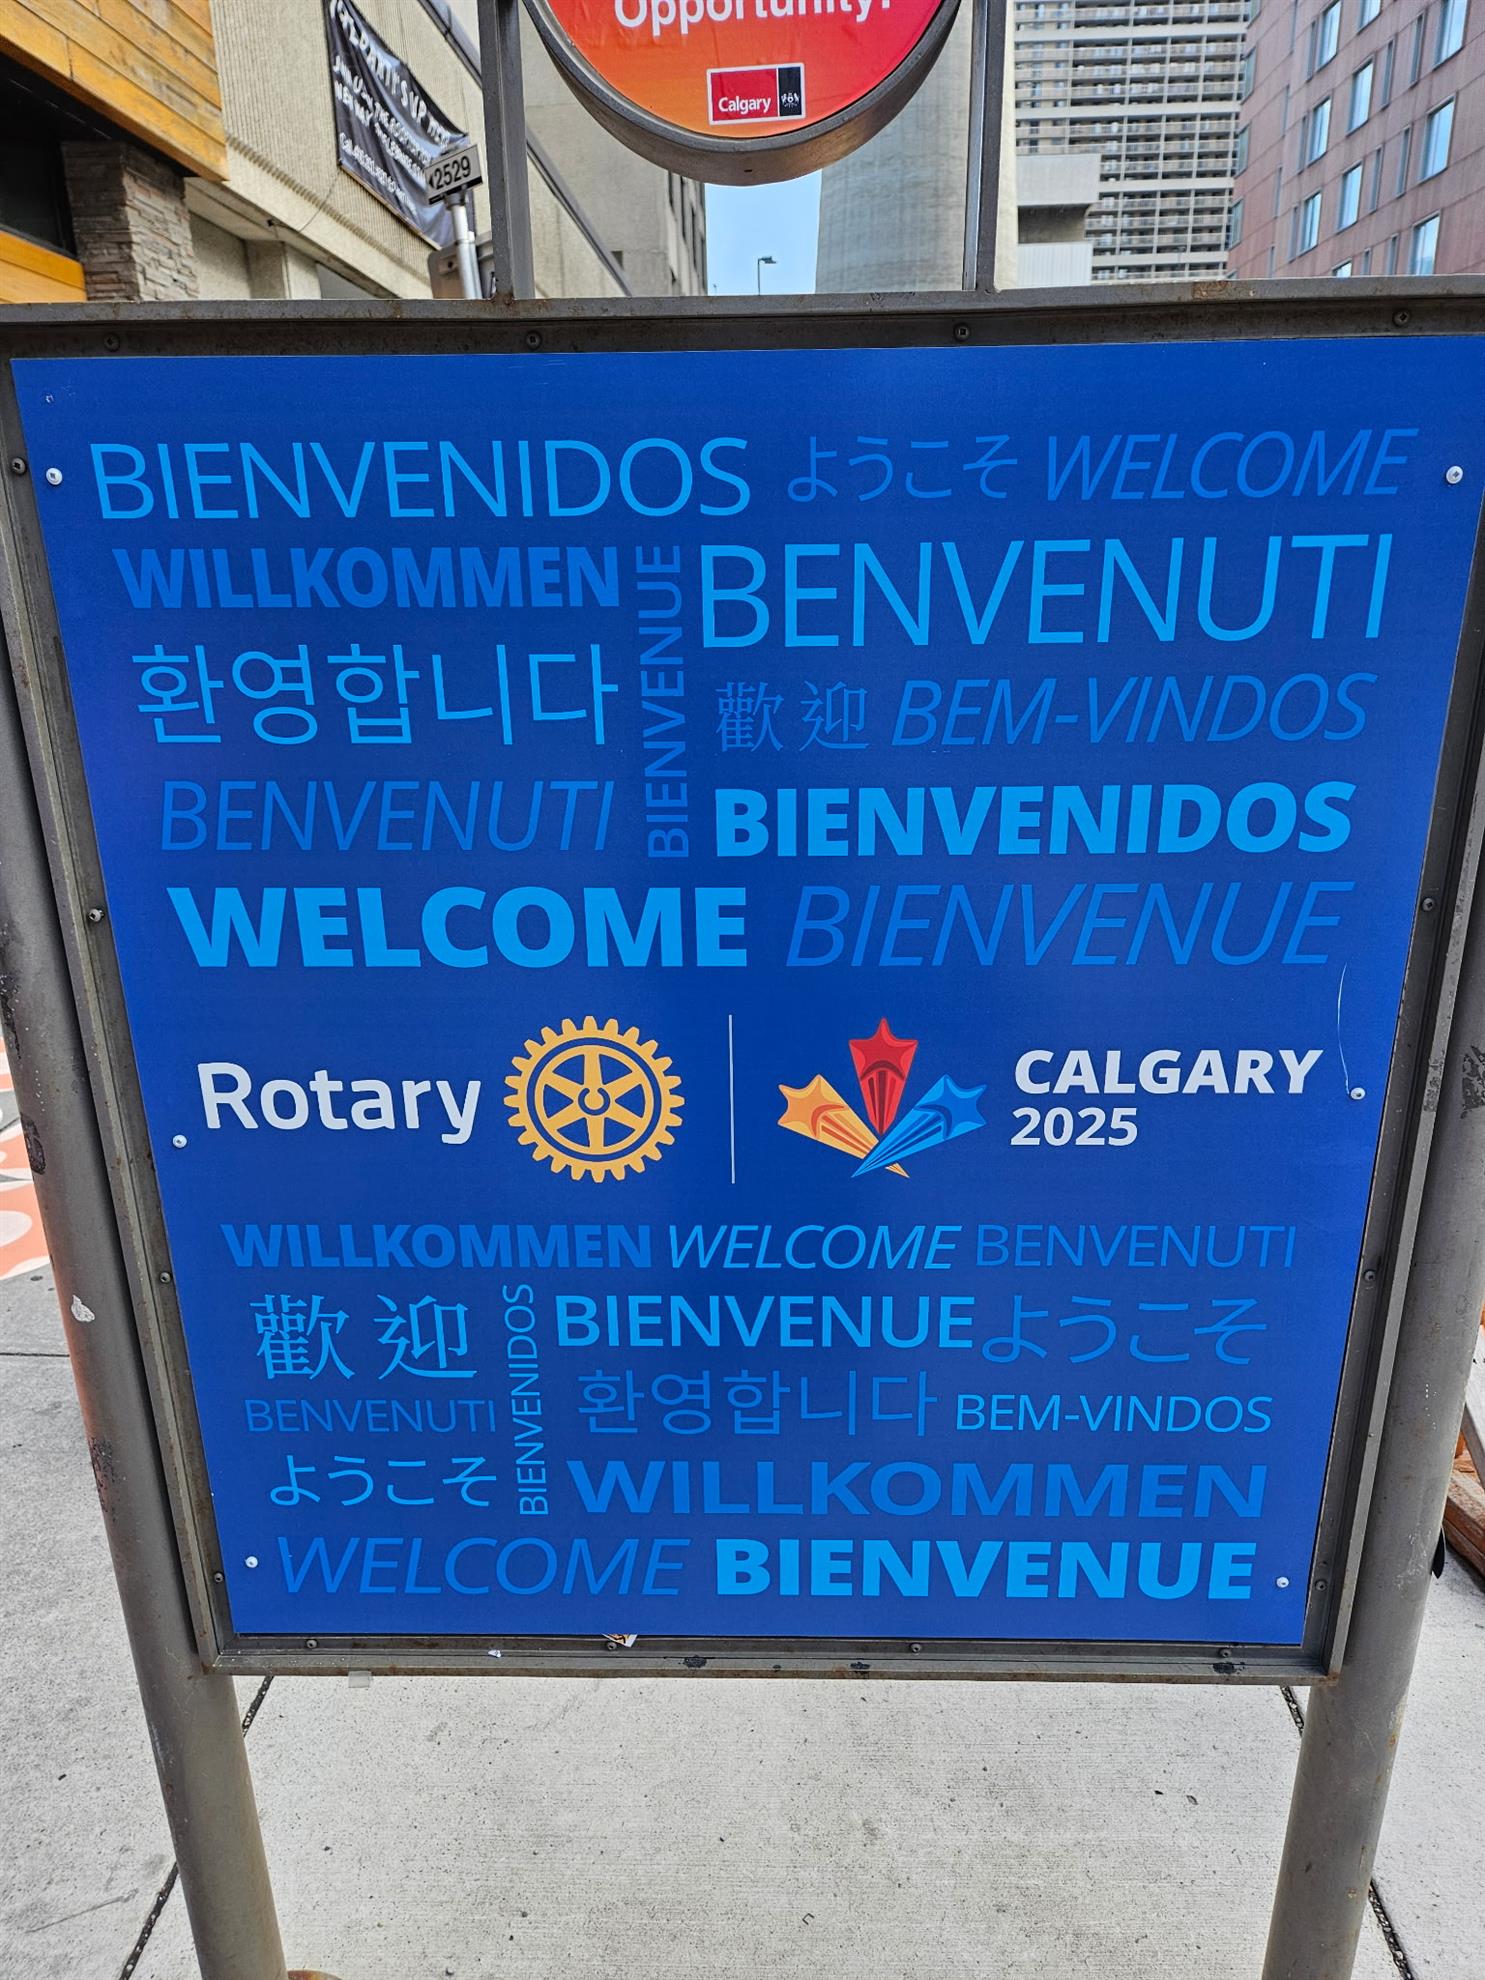 Opportunity!
Calgary
2529
BIENVENIDOS ようこそ WELCOME
WILLKOMMEN
BIENVENUE
BENVENUTI
환영합니다
歡迎 BEM-VINDOS
BENVENUTI
BIENVENIDOS
WELCOME BIENVENUE
Rotary
CALGARY
2025
WILLKOMMEN WELCOME BENVENUTI
歡迎
BIENVENIDOS
BIENVENUE ようこそ
BENVENUTI
환영합니다 BEM-VINDOS
ようこそ
WILLKOMMEN
WELCOME BIENVENUE